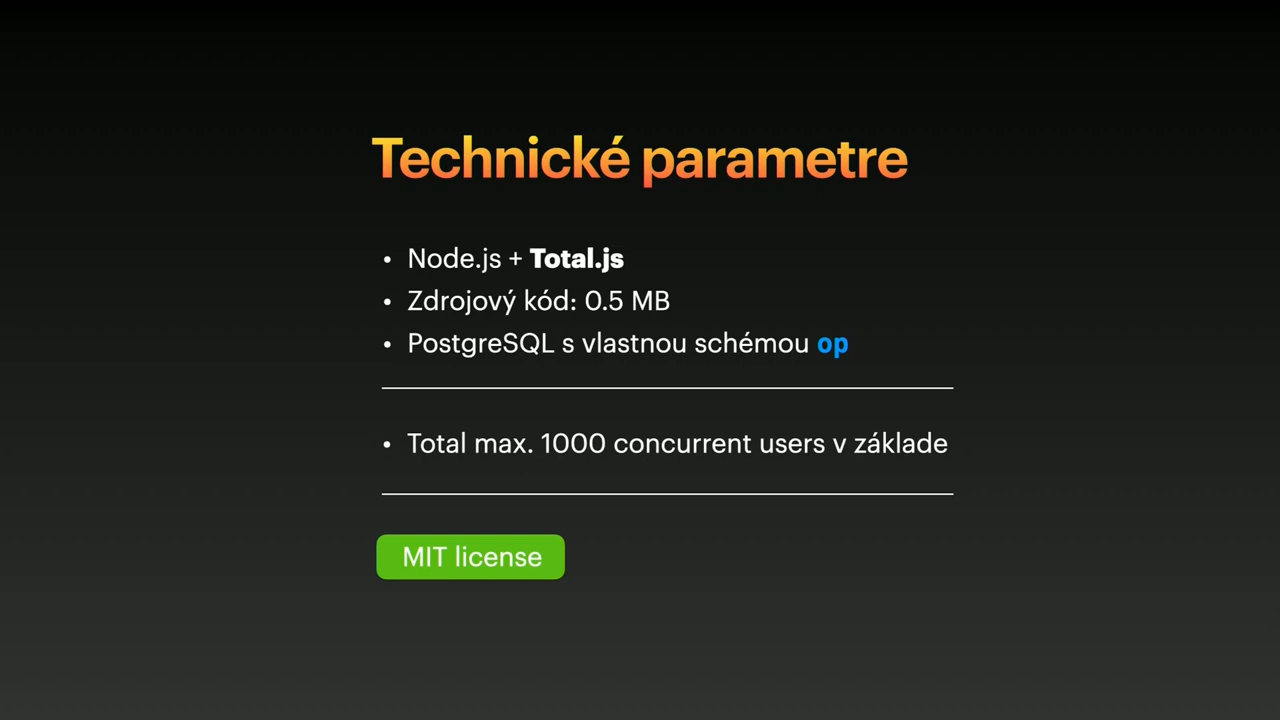 Technické parametre
• Node.js + Total.js
• Zdrojový kód: 0.5 MB
• PostgreSQL s vlastnou schémou op
• Total max. 1000 concurrent users v základe
MIT license